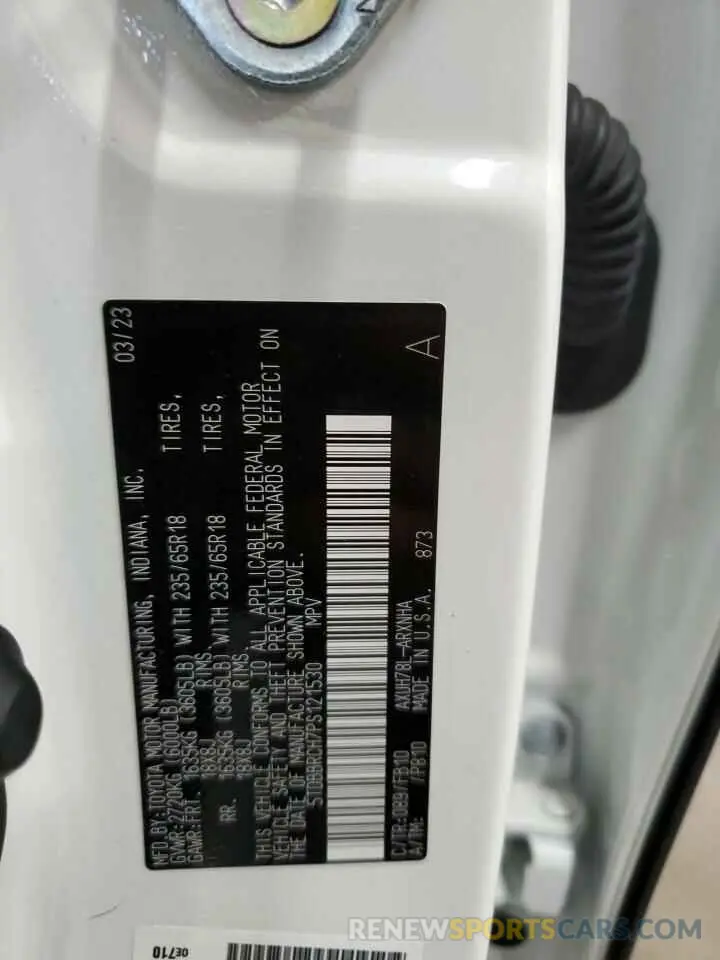 MFD.BY:TOYOTA MOTOR MANUFACTURING, INDIANA, INC. 03/23
GVWR:2720KG (6000LB)
GAWR:FRT. 1635KG (3605LB) WITH 235/65R18 TIRES,
18X8J RIMS,
RR. 1635KG (3605LB) WITH 235/65R18 TIRES,
18X8J RIMS,
THIS VEHICLE CONFORMS TO ALL APPLICABLE FEDERAL MOTOR
VEHICLE SAFETY AND THEFT PREVENTION STANDARDS IN EFFECT ON
THE DATE OF MANUFACTURE SHOWN ABOVE.
5TDBBRCH7PS121530 MPV
C/TR:089/FB10 AXUH78L-ARXNHA
A/TM: /P810 MADE IN U.S.A. 873
A
0E710
RENEWSPORTSCARS.COM